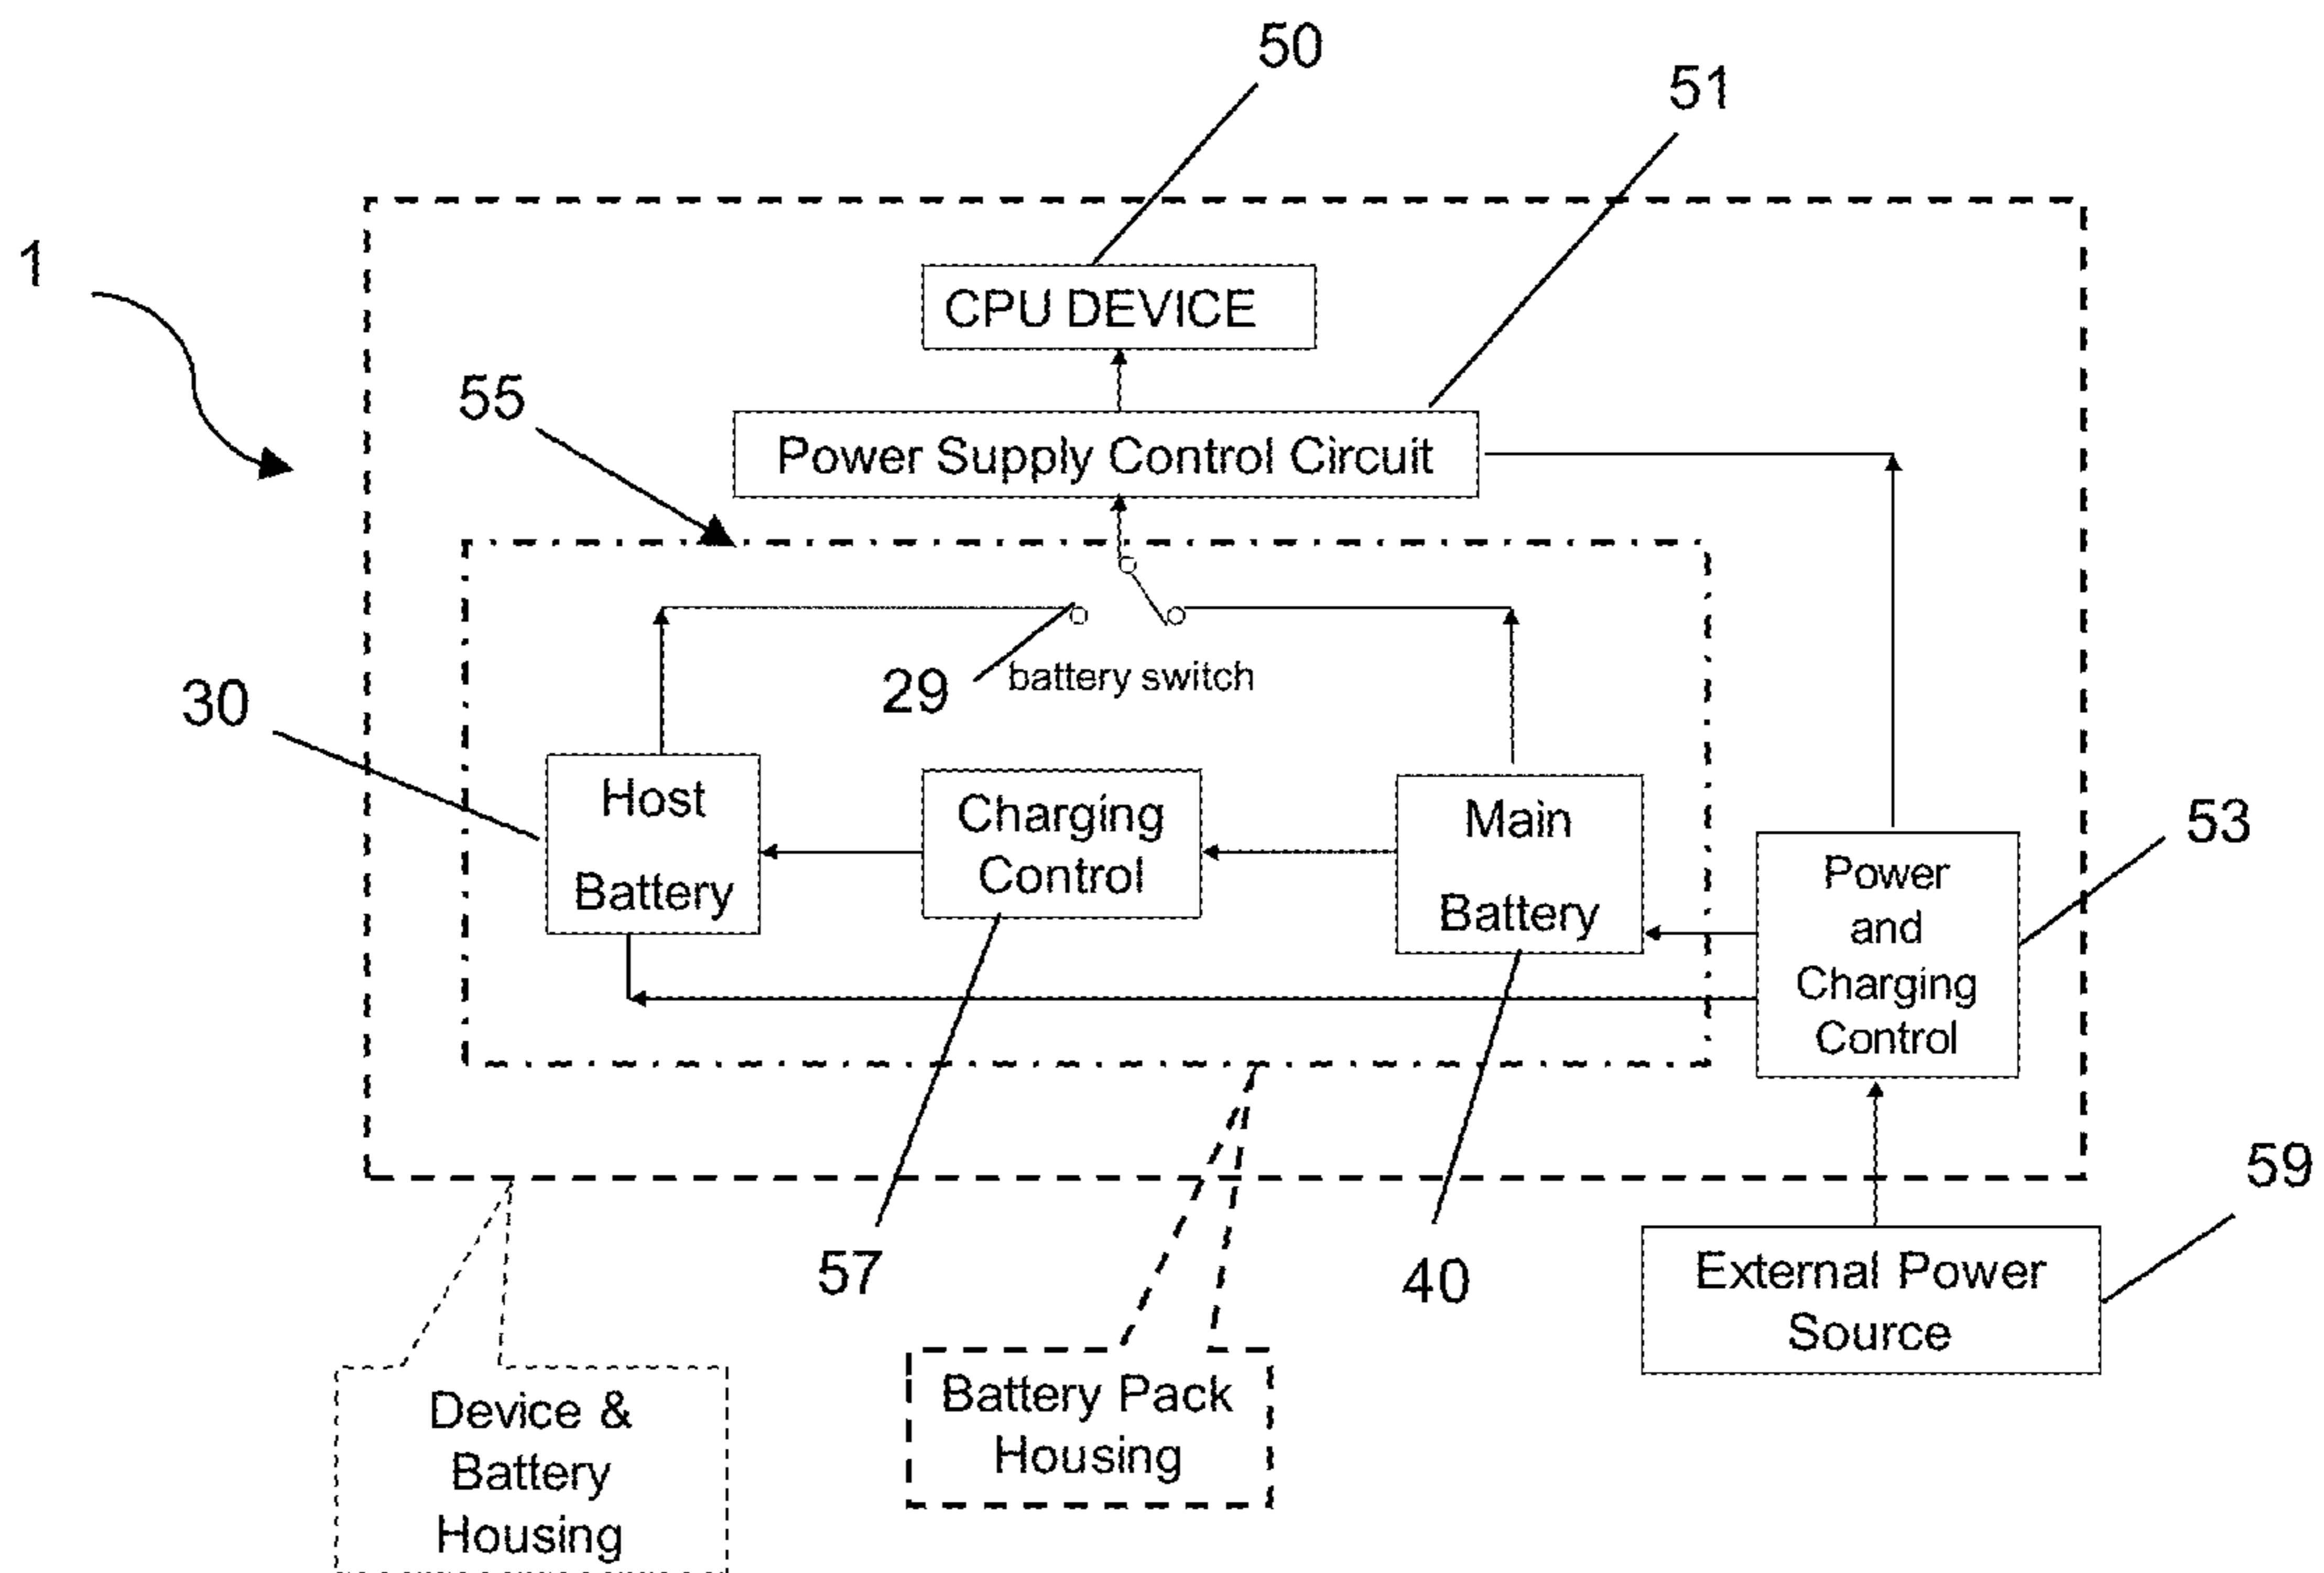 50
51
1
CPU DEVICE
55
Power Supply Control Circuit
29
battery switch
30
Host
Battery
Charging
Control
Main
Battery
53
Power
and
Charging
Control
59
57
40
External Power
Source
Device &
Battery
Housing
Battery Pack
Housing